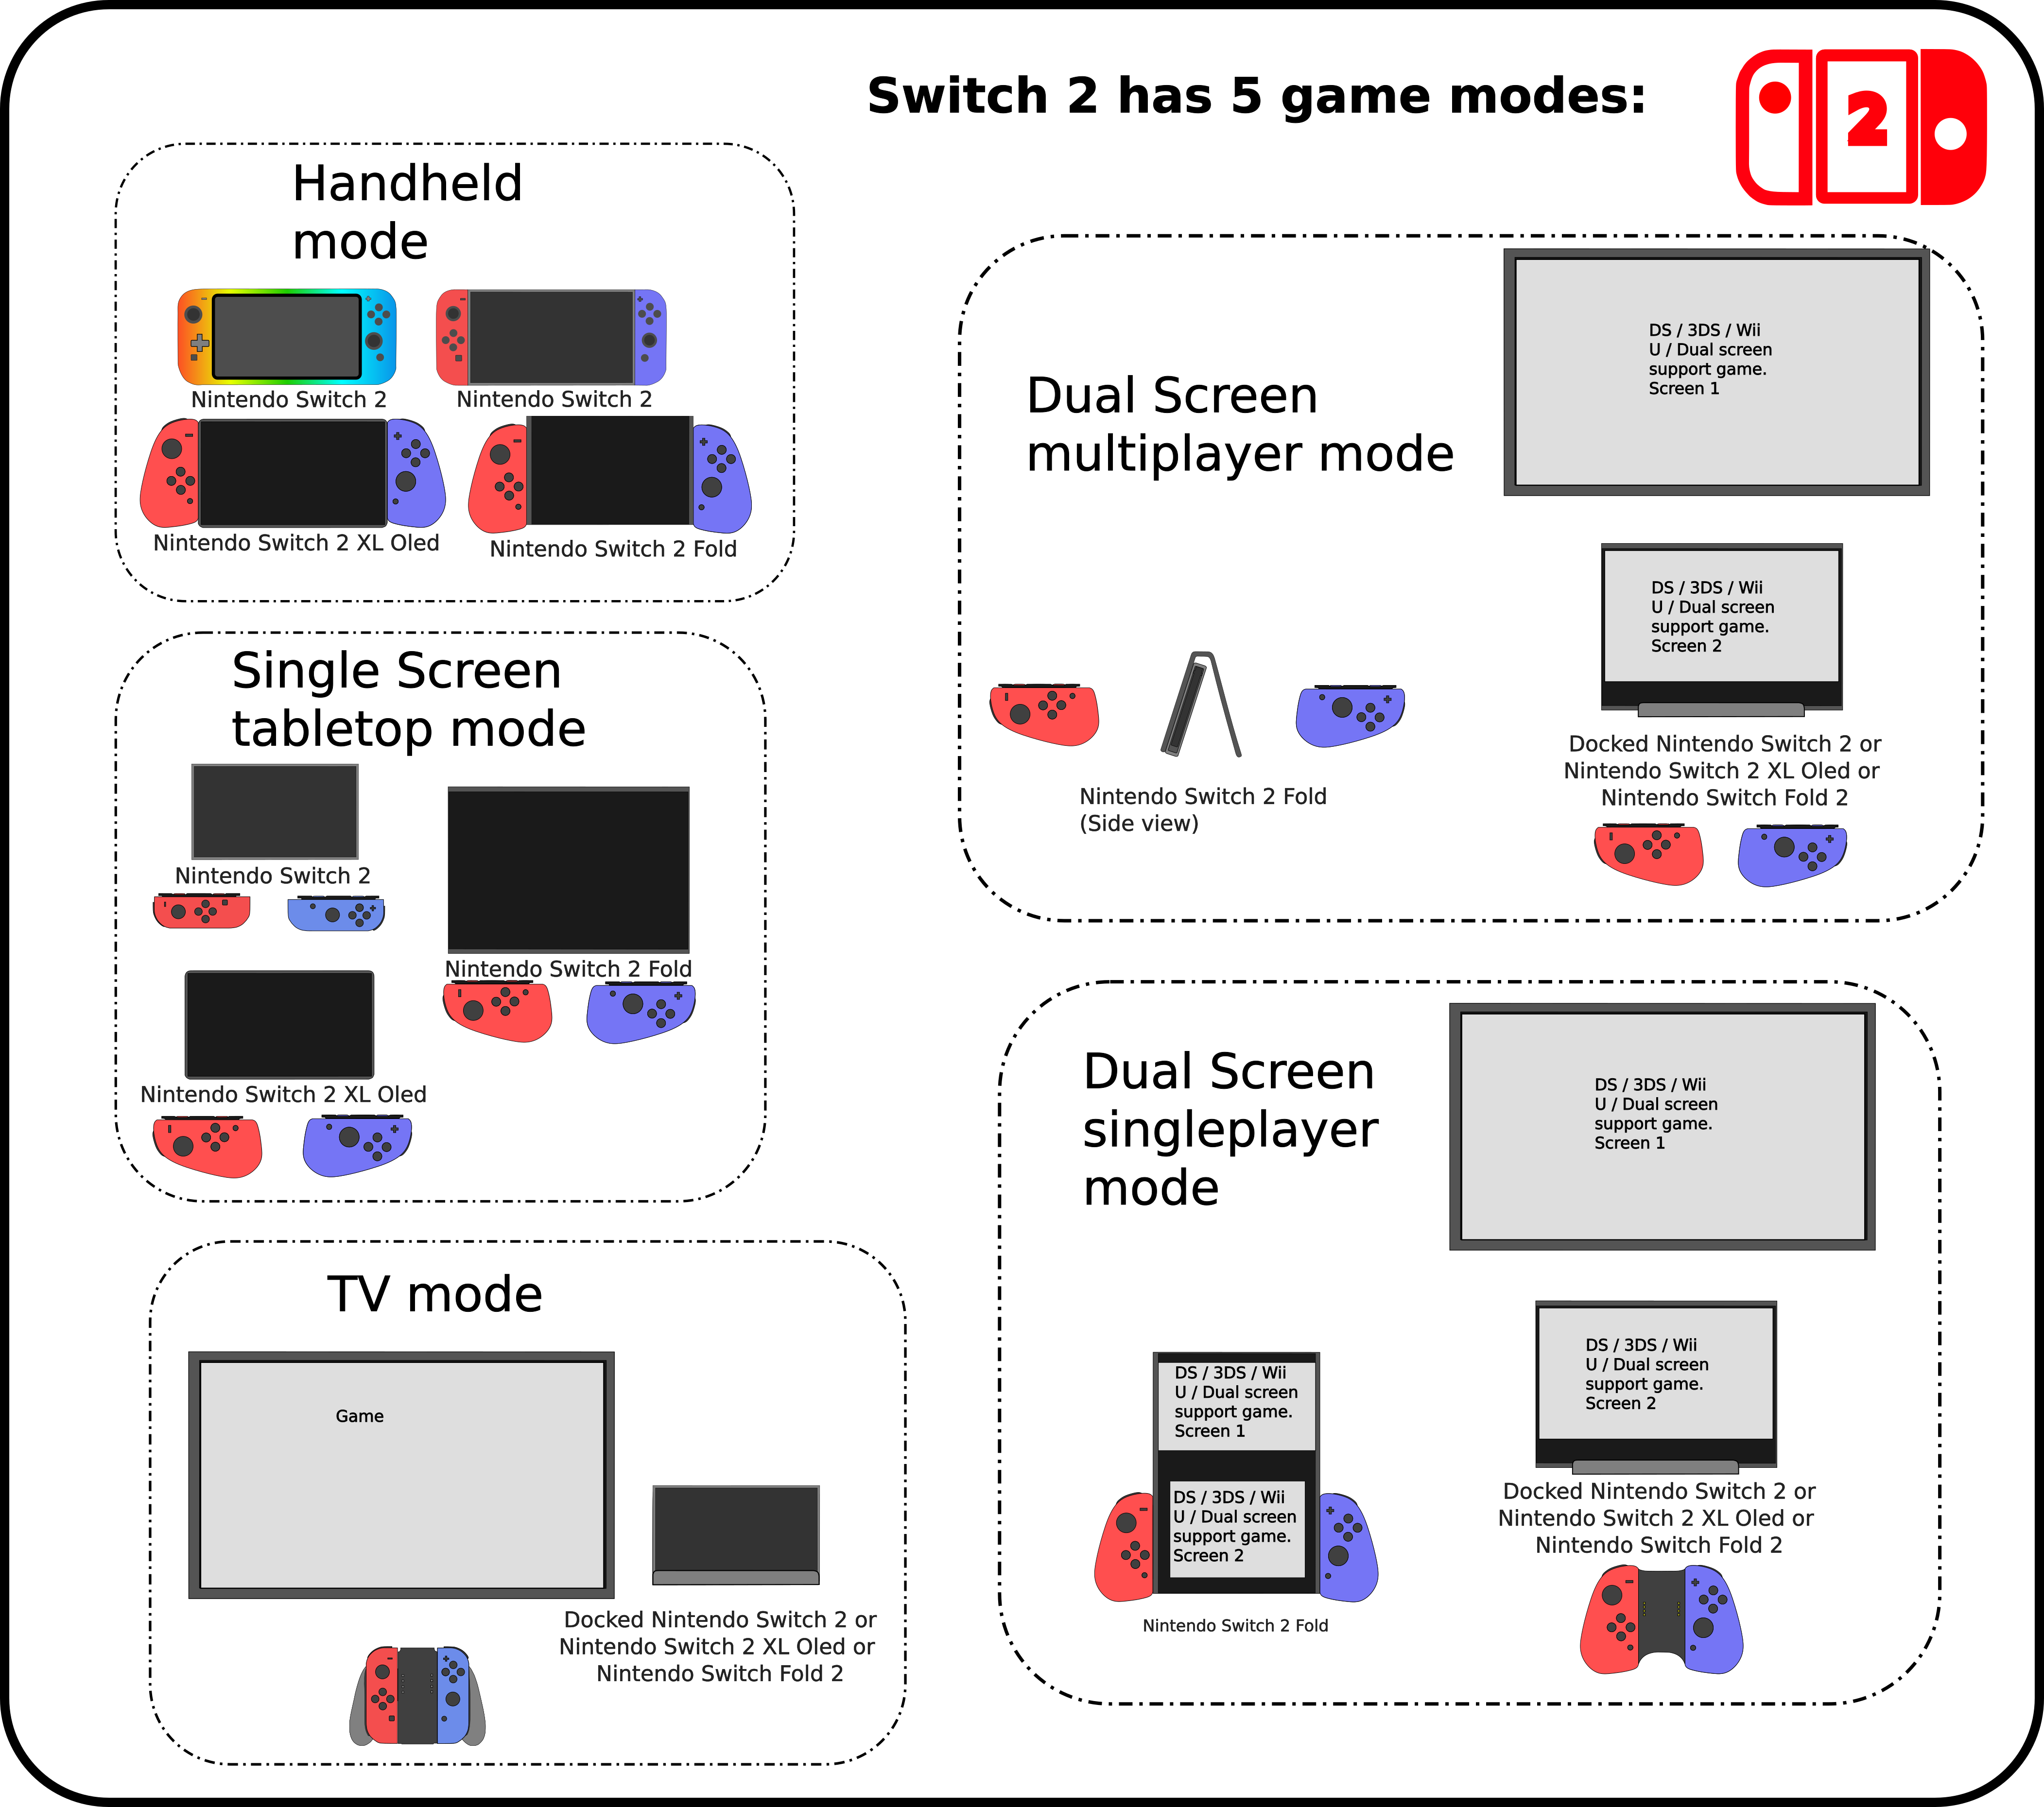 Switch 2 has 5 game modes:
2
Handheld
mode
Nintendo Switch 2
Nintendo Switch 2
Nintendo Switch 2 XL Oled
Nintendo Switch 2 Fold
Single Screen
tabletop mode
Nintendo Switch 2
Nintendo Switch 2 Fold
Nintendo Switch 2 XL Oled
TV mode
Game
Docked Nintendo Switch 2 or
Nintendo Switch 2 XL Oled or
Nintendo Switch Fold 2
Dual Screen
multiplayer mode
DS / 3DS / Wii
U / Dual screen
support game.
Screen 1
DS / 3DS / Wii
U / Dual screen
support game.
Screen 2
Nintendo Switch 2 Fold
(Side view)
Docked Nintendo Switch 2 or
Nintendo Switch 2 XL Oled or
Nintendo Switch Fold 2
Dual Screen
singleplayer
mode
DS / 3DS / Wii
U / Dual screen
support game.
Screen 1
DS / 3DS / Wii
U / Dual screen
support game.
Screen 2
Docked Nintendo Switch 2 or
Nintendo Switch 2 XL Oled or
Nintendo Switch Fold 2
DS / 3DS / Wii
U / Dual screen
support game.
Screen 1
DS / 3DS / Wii
U / Dual screen
support game.
Screen 2
Nintendo Switch 2 Fold